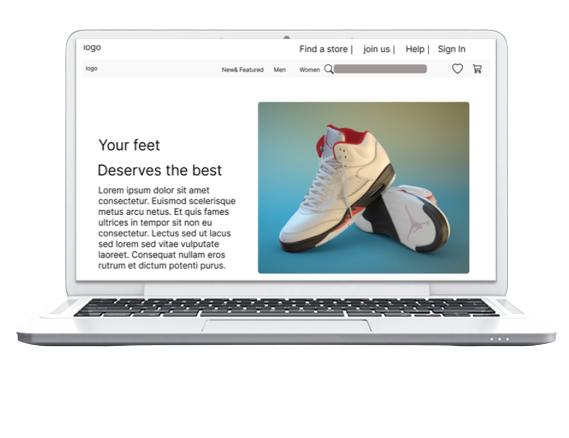 logo
Find a store | join us | Help | Sign In
logo
New& Featured Men Women
Your feet
Deserves the best
Lorem ipsum dolor sit amet
consectetur. Euismod scelerisque
metus arcu netus. Et quis fames
ultrices in tempor sit non eu
consectetur. Lectus sed ut lacus
sed lorem sed vitae vulputate
laoreet. Consequat nullam eros
rutrum et dictum potenti purus.